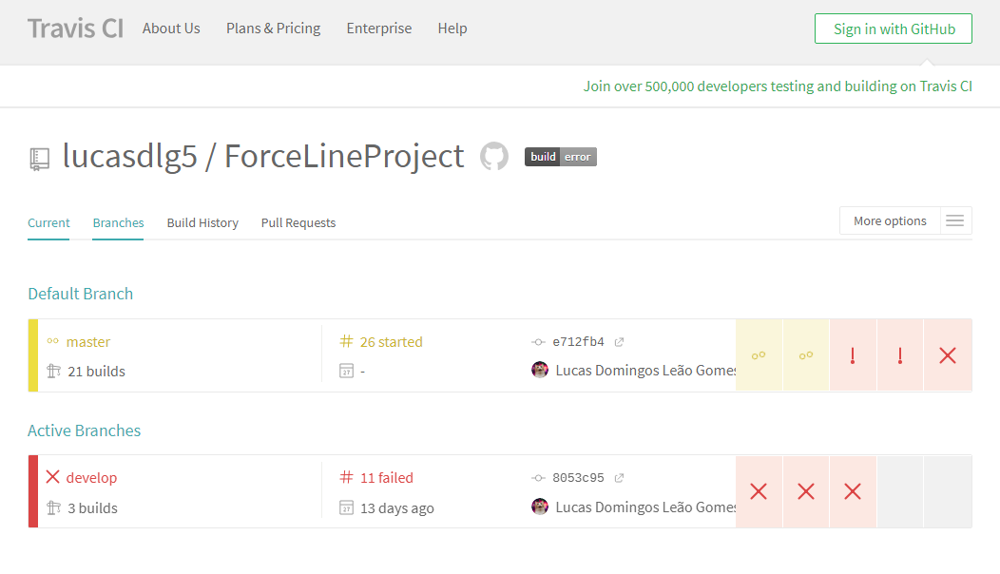 Travis CI About Us Plans & Pricing Enterprise Help Sign in with GitHub
Join over 500,000 developers testing and building on Travis CI
lucasdlg5 / ForceLineProject build error
Current Branches Build History Pull Requests More options
Default Branch
master # 26 started e712fb4
21 builds 27 - Lucas Domingos Leão Gomes
Active Branches
develop # 11 failed 8053c95
3 builds 27 13 days ago Lucas Domingos Leão Gomes